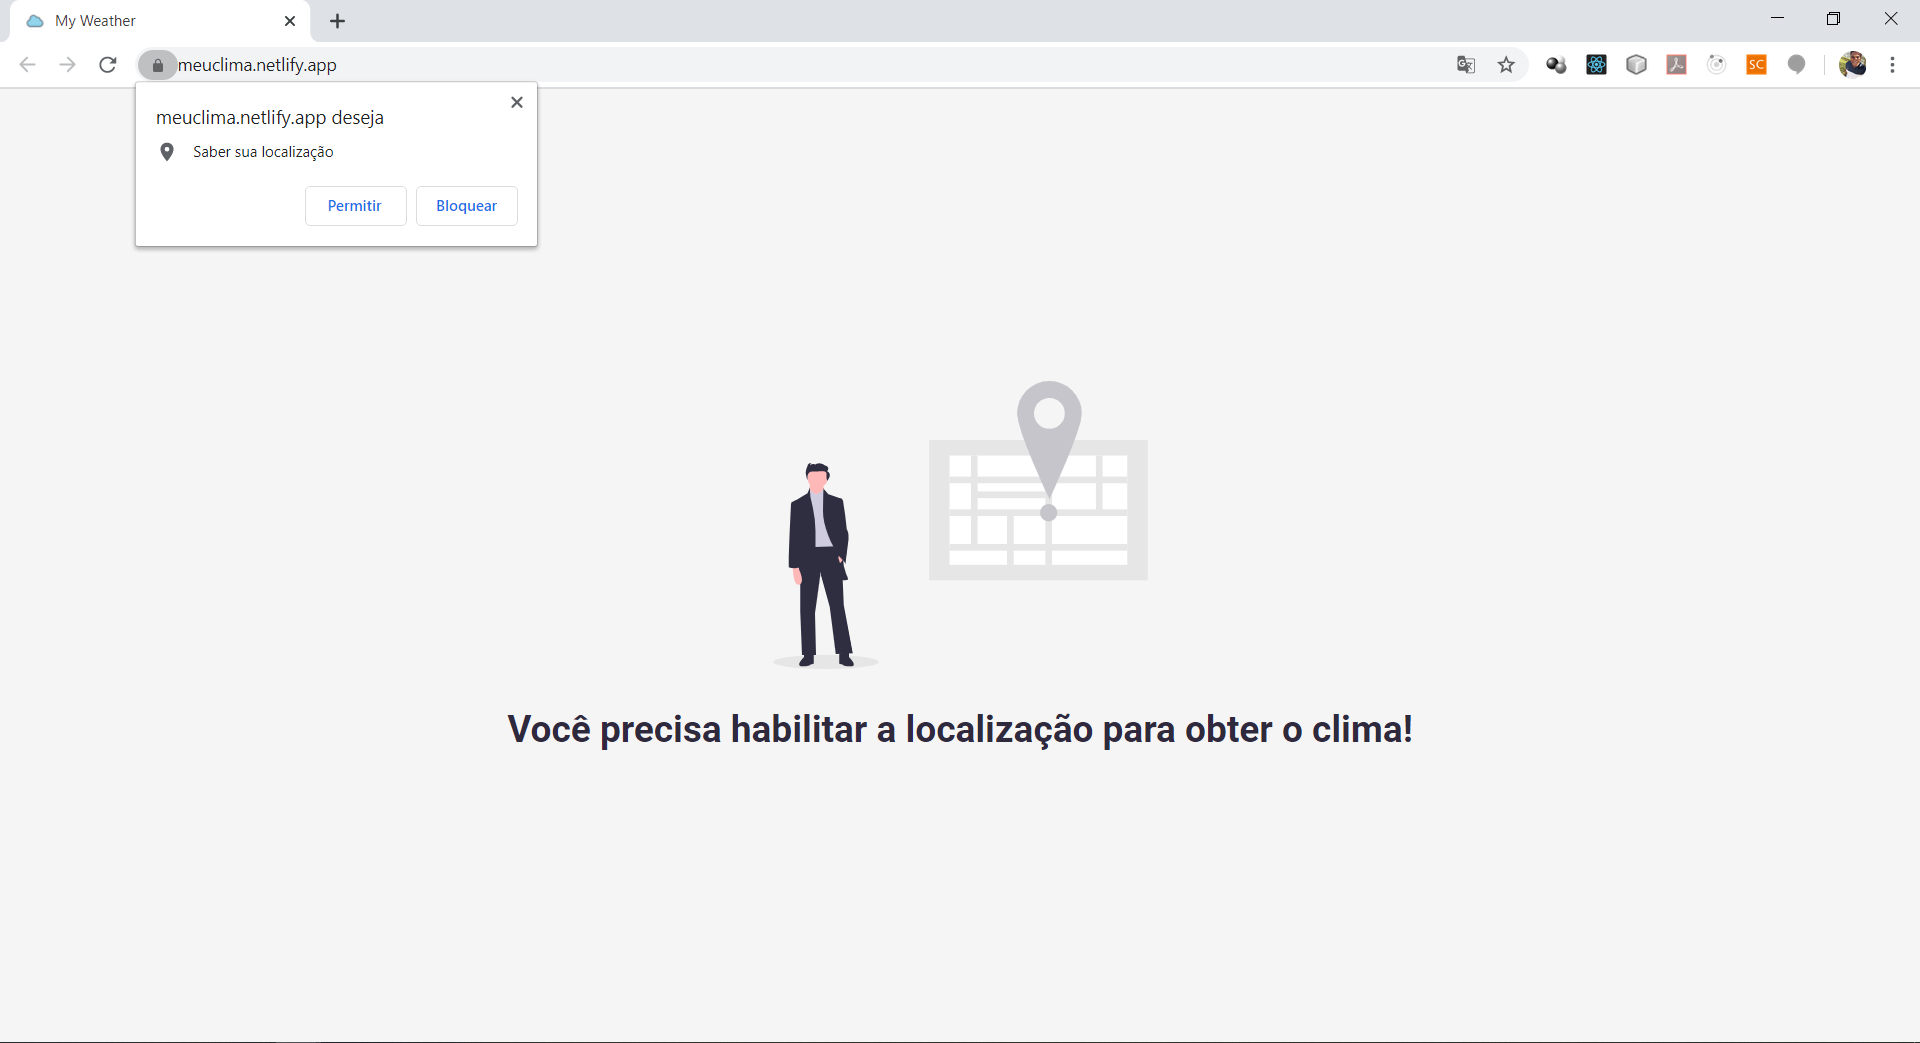 My Weather
meuclima.netlify.app
SC
meuclima.netlify.app deseja
Saber sua localização
Permitir
Bloquear
Você precisa habilitar a localização para obter o clima!